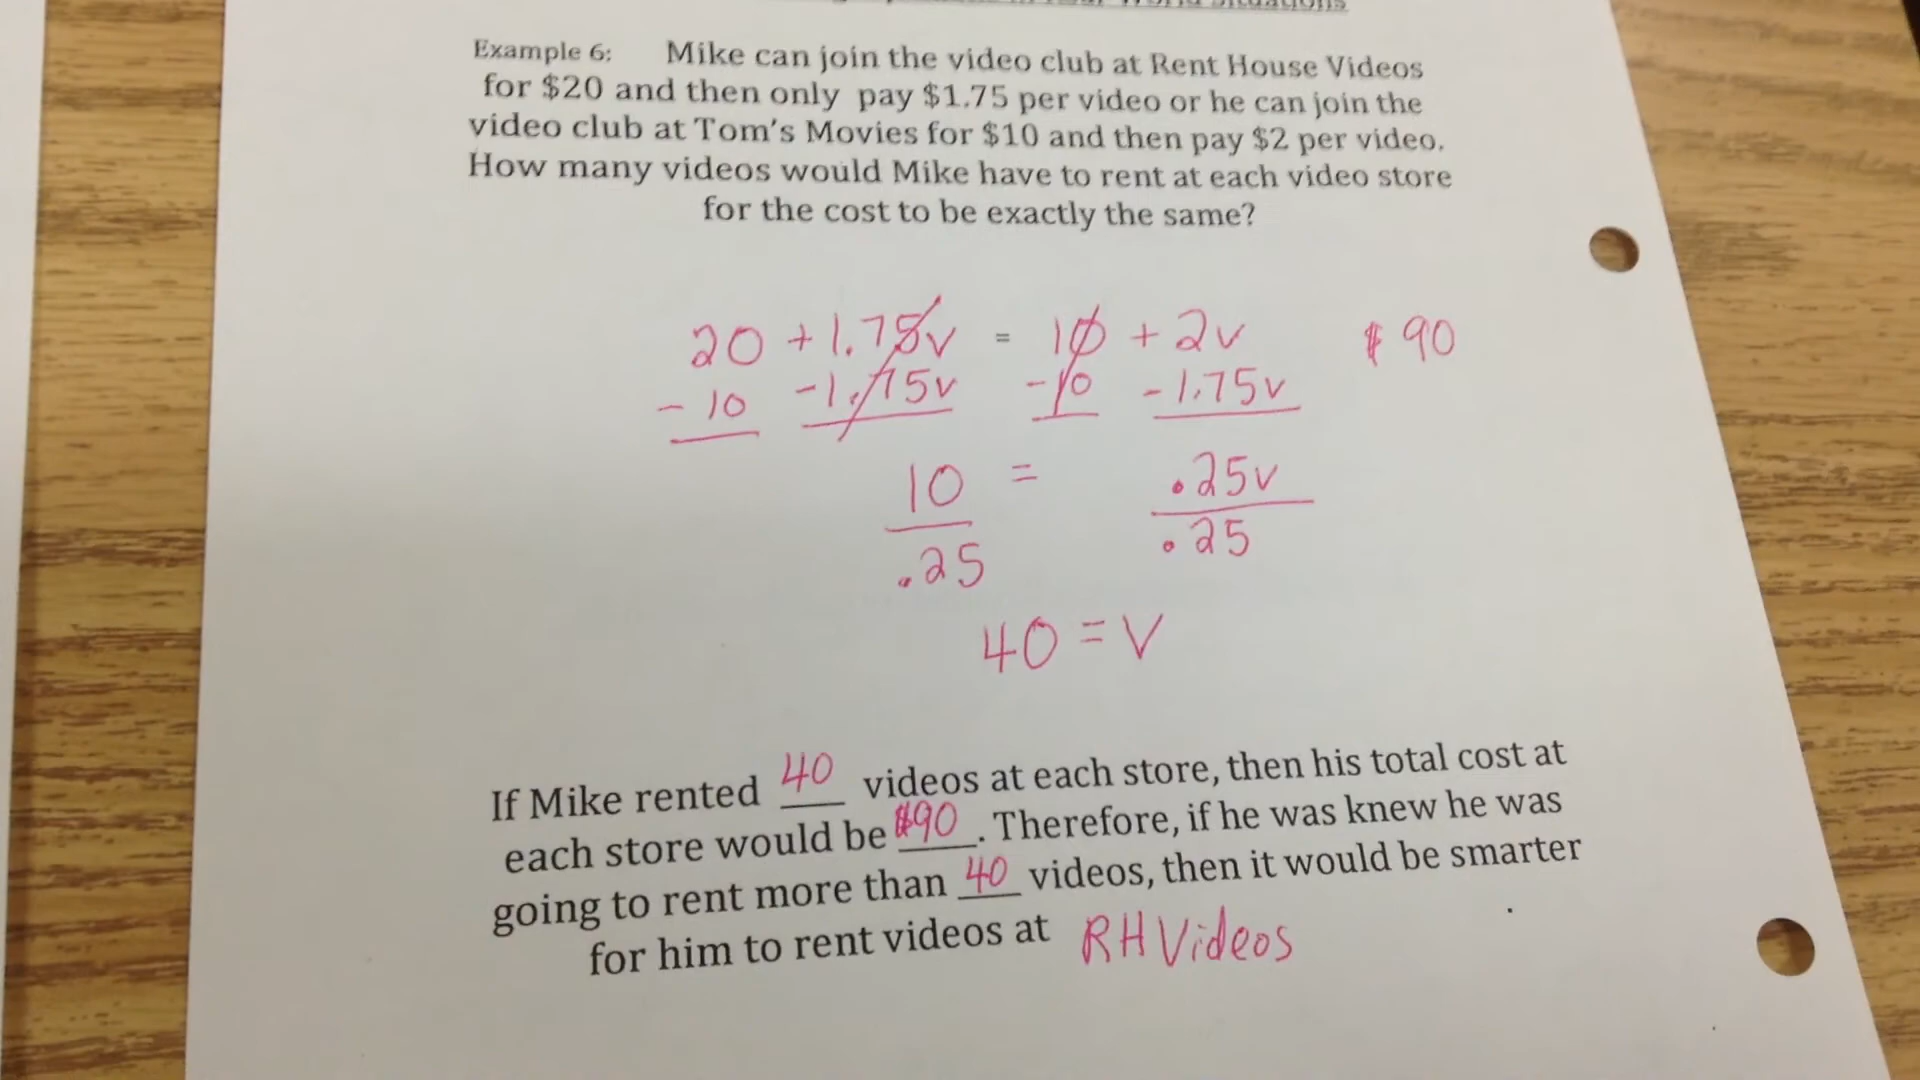 World Situations
Example 6: Mike can join the video club at Rent House Videos
for $20 and then only pay $1.75 per video or he can join the
video club at Tom's Movies for $10 and then pay $2 per video.
How many videos would Mike have to rent at each video store
for the cost to be exactly the same?
20 + 1.75v = 10 + 2v $90
-10 -1.75v -10 -1.75v
10 = .25v
.25 .25
40 = v
If Mike rented 40 videos at each store, then his total cost at
each store would be $90. Therefore, if he was knew he was
going to rent more than 40 videos, then it would be smarter
for him to rent videos at RH Videos